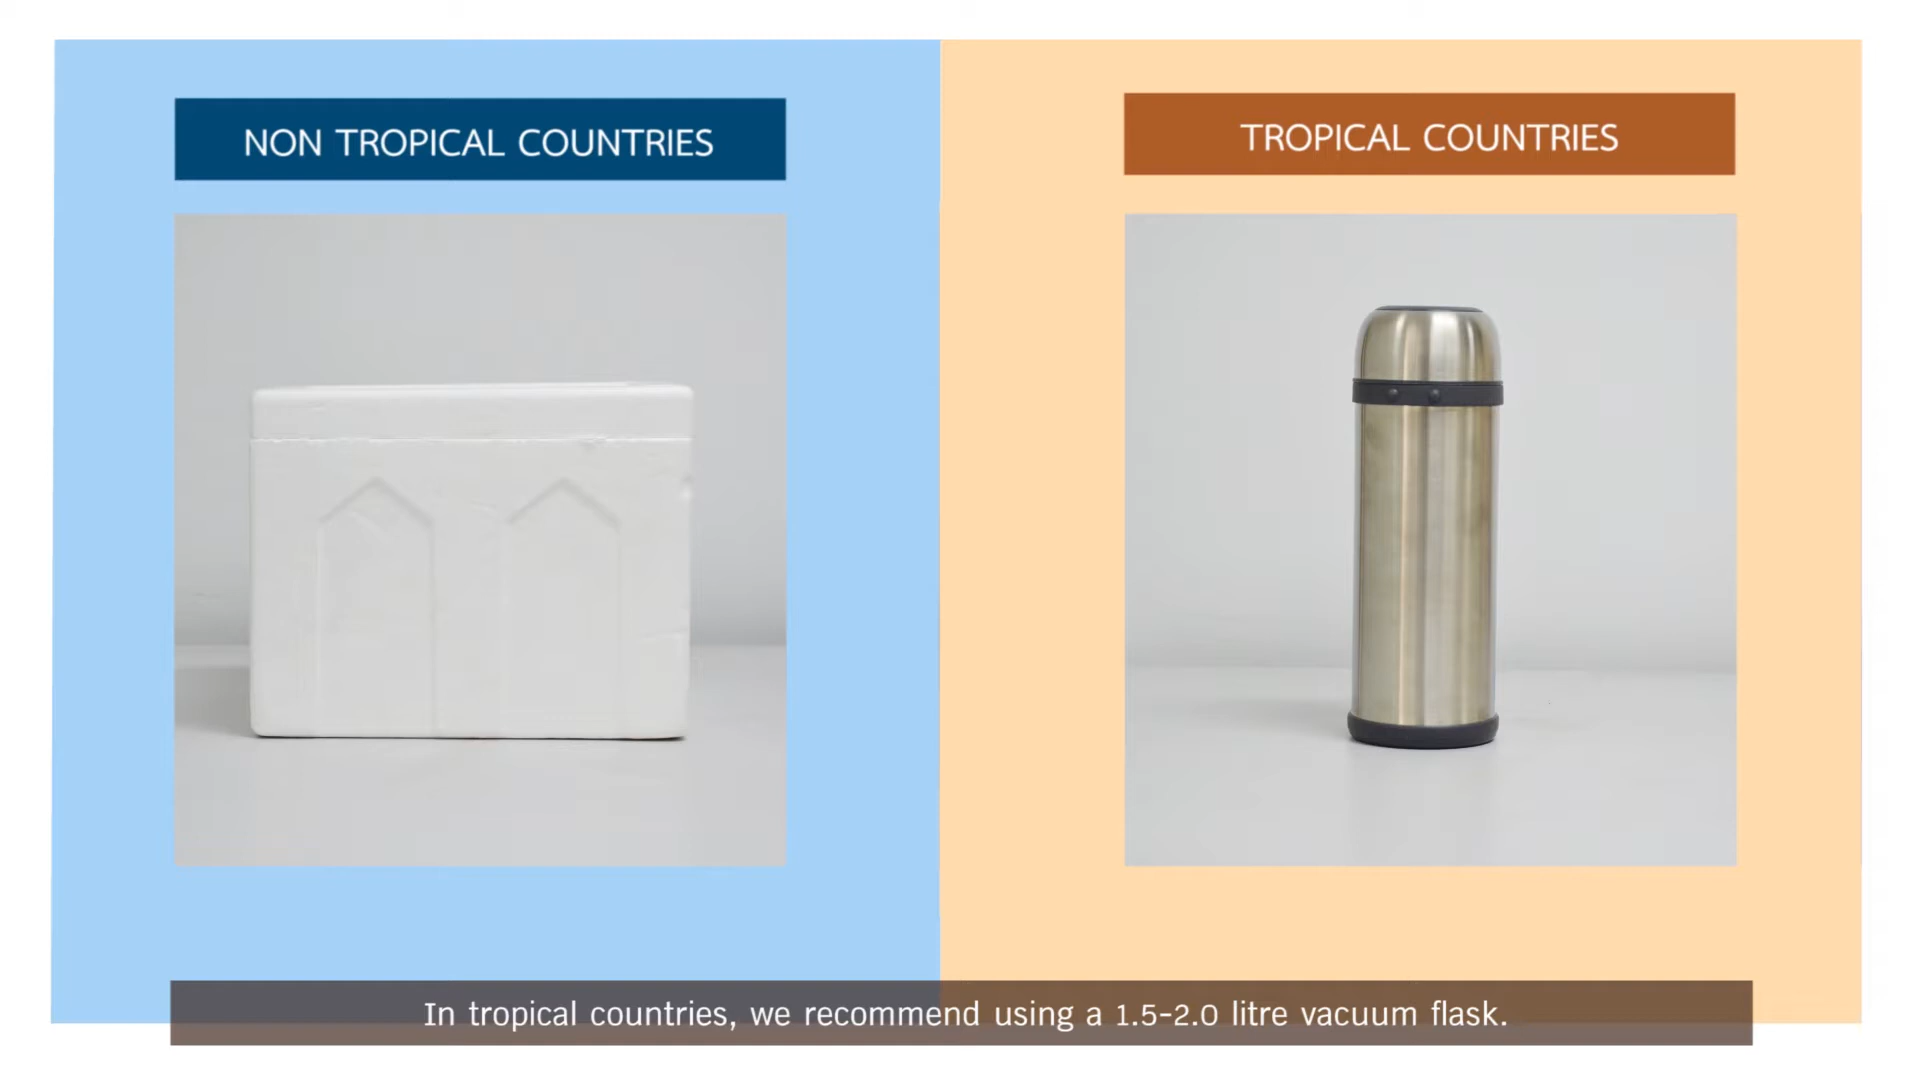 NON TROPICAL COUNTRIES
TROPICAL COUNTRIES
In tropical countries, we recommend using a 1.5-2.0 litre vacuum flask.